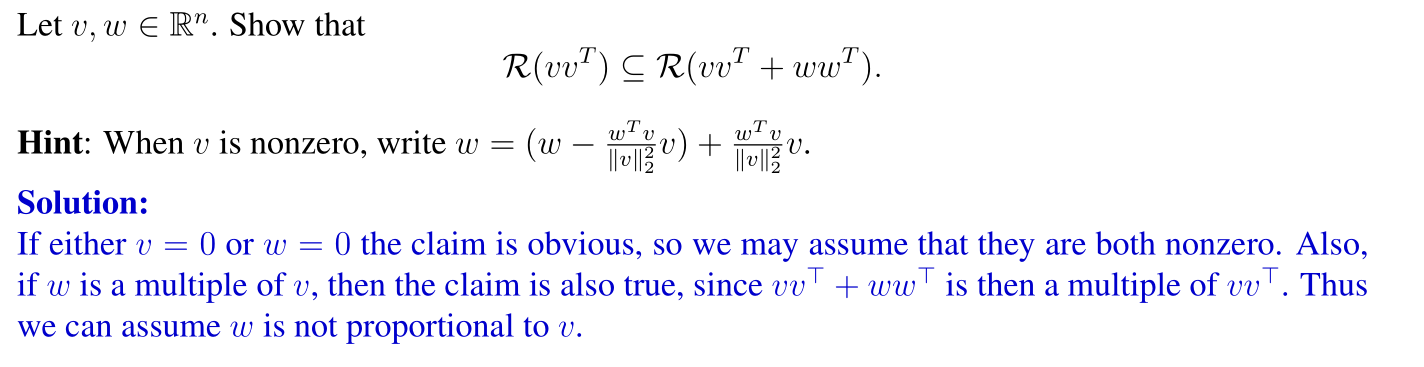 Let $v, w \in \mathbb{R}^n$. Show that
$$\mathcal{R}(vv^T) \subseteq \mathcal{R}(vv^T + ww^T).$$
**Hint**: When $v$ is nonzero, write $w = (w - \frac{w^T v}{\|v\|_2^2} v) + \frac{w^T v}{\|v\|_2^2} v$.
**Solution:**
If either $v = 0$ or $w = 0$ the claim is obvious, so we may assume that they are both nonzero. Also,
if $w$ is a multiple of $v$, then the claim is also true, since $vv^\top + ww^\top$ is then a multiple of $vv^\top$. Thus
we can assume $w$ is not proportional to $v$.